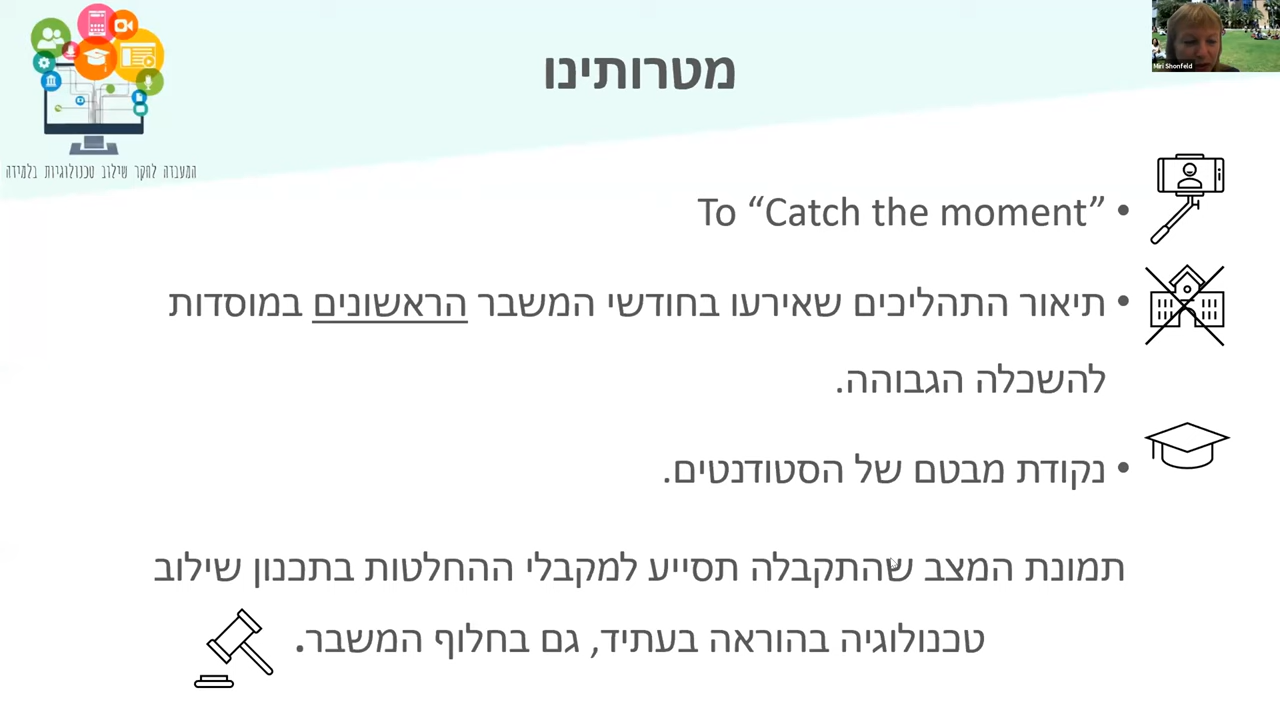 המעבדה לחקר שילוב טכנולוגיות בלמידה
Miri Shonfeld
מטרותינו
• To “Catch the moment”
• תיאור התהליכים שאירעו בחודשי המשבר הראשונים במוסדות
להשכלה הגבוהה.
• נקודת מבטם של הסטודנטים.
תמונת המצב שהתקבלה תסייע למקבלי ההחלטות בתכנון שילוב
טכנולוגיה בהוראה בעתיד, גם בחלוף המשבר.